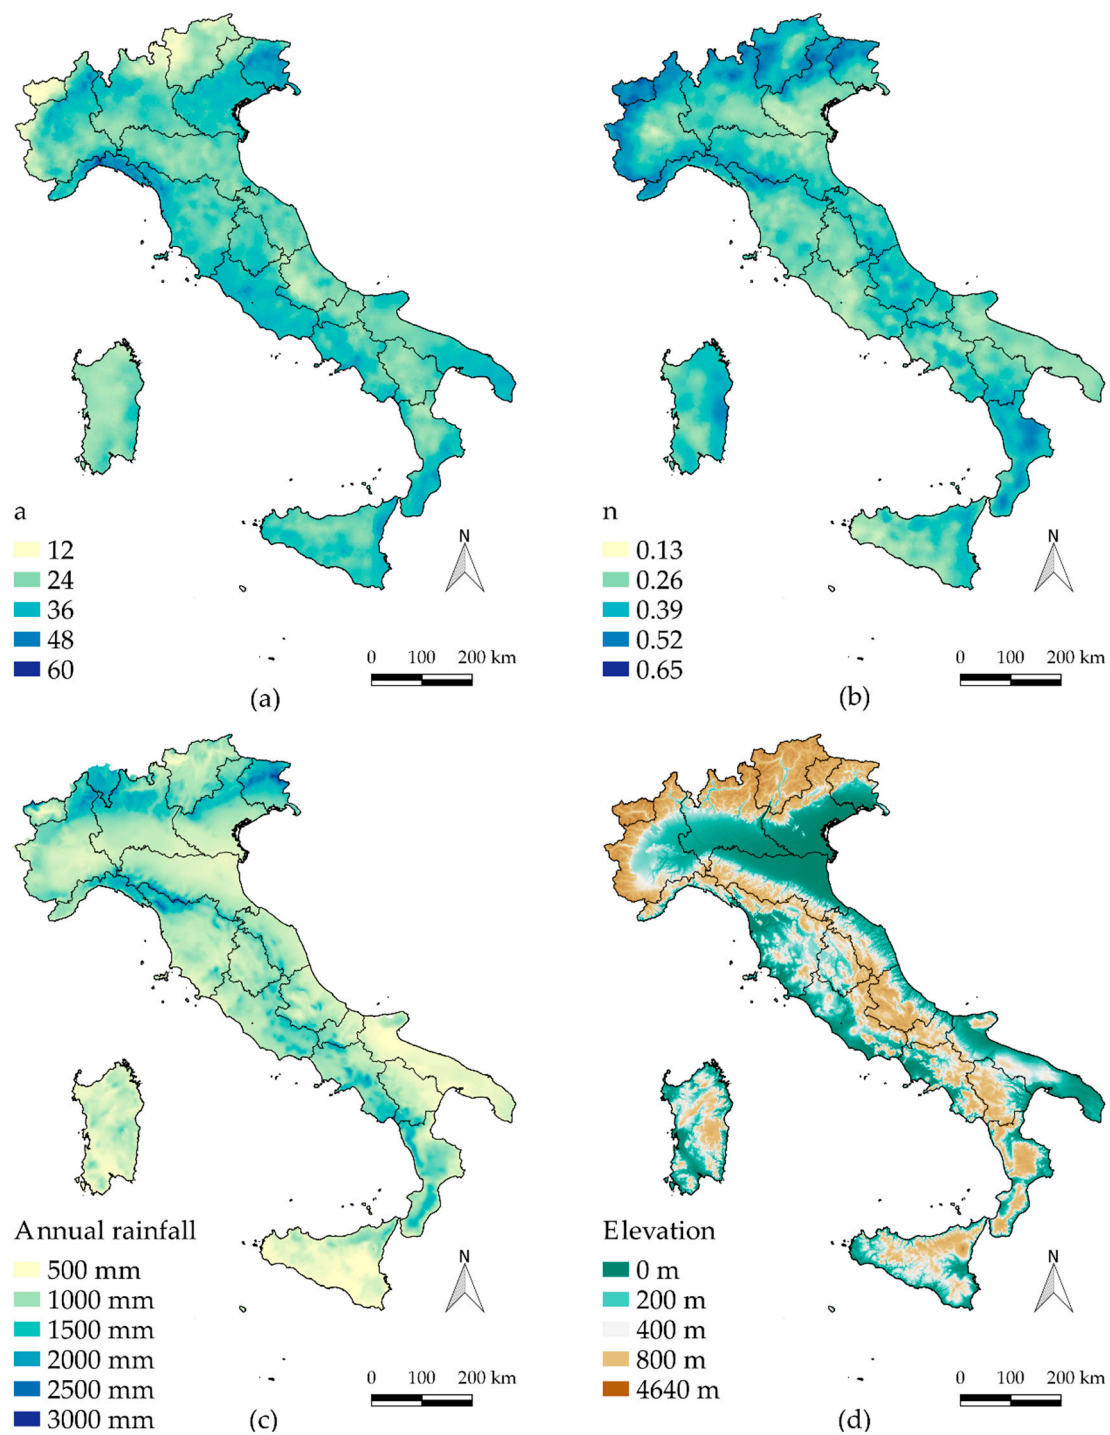 a
12
24
36
48
60
N
0 100 200 km
(a)
n
0.13
0.26
0.39
0.52
0.65
N
0 100 200 km
(b)
Annual rainfall
500 mm
1000 mm
1500 mm
2000 mm
2500 mm
3000 mm
N
0 100 200 km
(c)
Elevation
0 m
200 m
400 m
800 m
4640 m
N
0 100 200 km
(d)